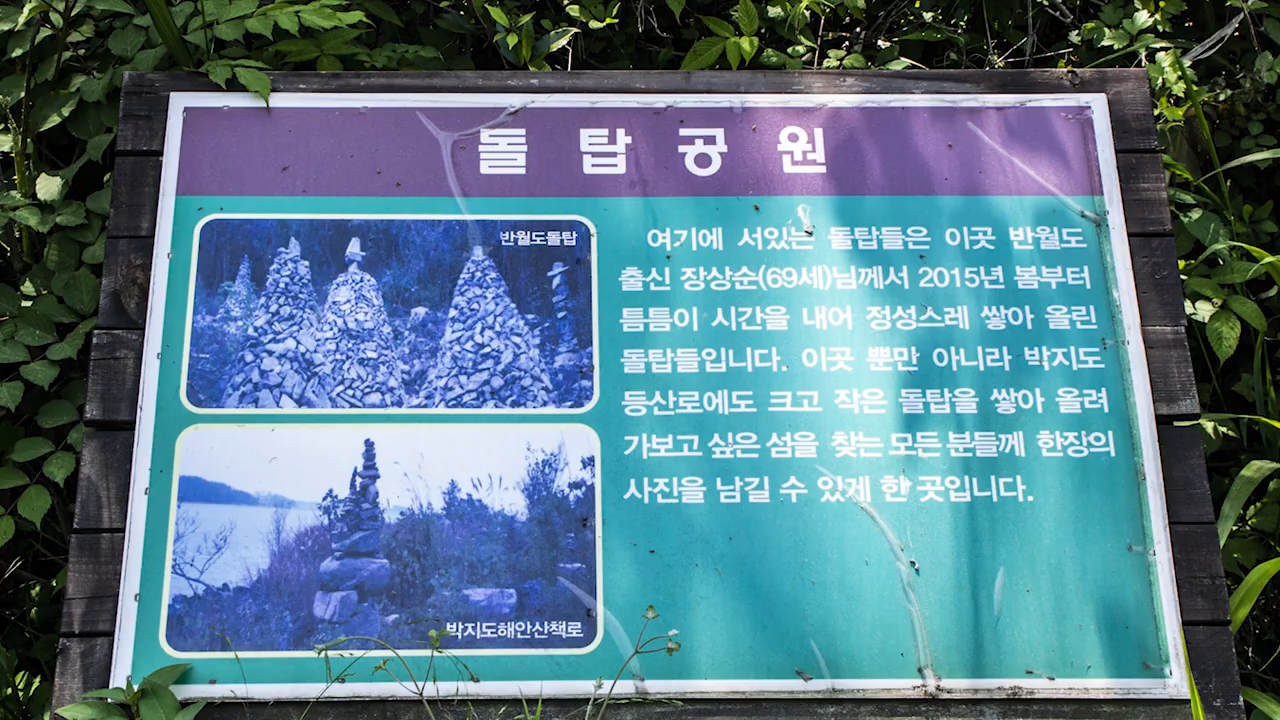 돌탑공원
반월도돌탑
여기에 서있는 돌탑들은 이곳 반월도
출신 장상순(69세)님께서 2015년 봄부터
틈틈이 시간을 내어 정성스레 쌓아 올린
돌탑들입니다. 이곳 뿐만 아니라 박지도
등산로에도 크고 작은 돌탑을 쌓아 올려
가보고 싶은 섬을 찾는 모든 분들께 한장의
사진을 남길 수 있게 한 곳입니다.
박지도해안산책로